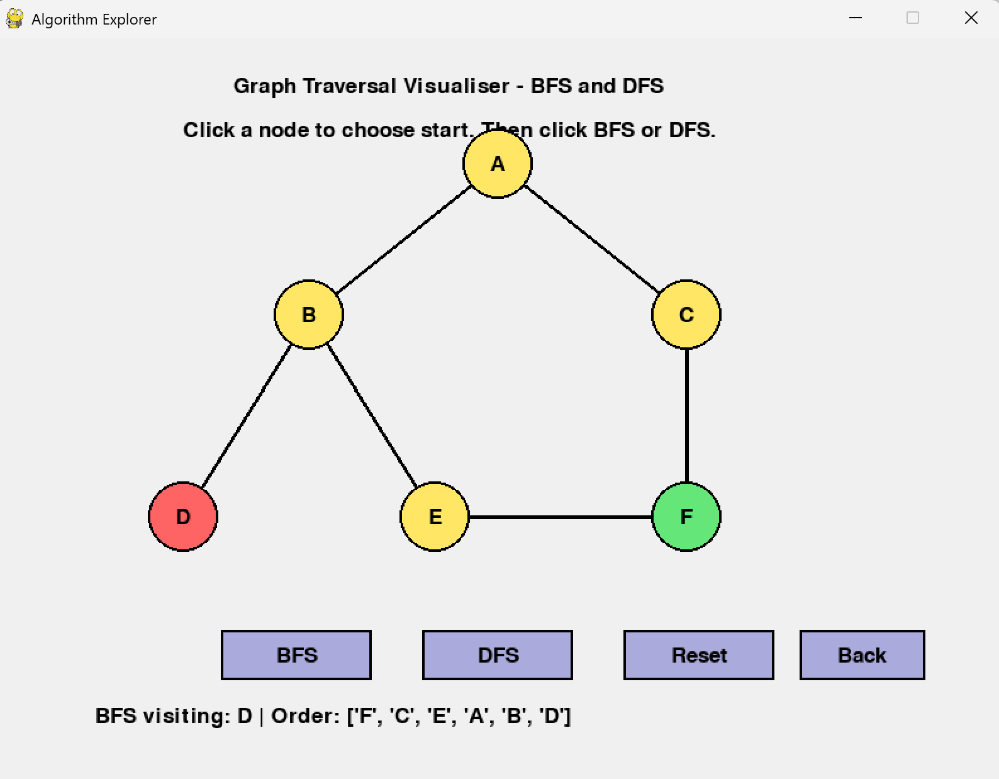 Algorithm Explorer
Graph Traversal Visualiser - BFS and DFS
Click a node to choose start. Then click BFS or DFS.
A
B
C
D
E
F
BFS
DFS
Reset
Back
BFS visiting: D | Order: ['F', 'C', 'E', 'A', 'B', 'D']